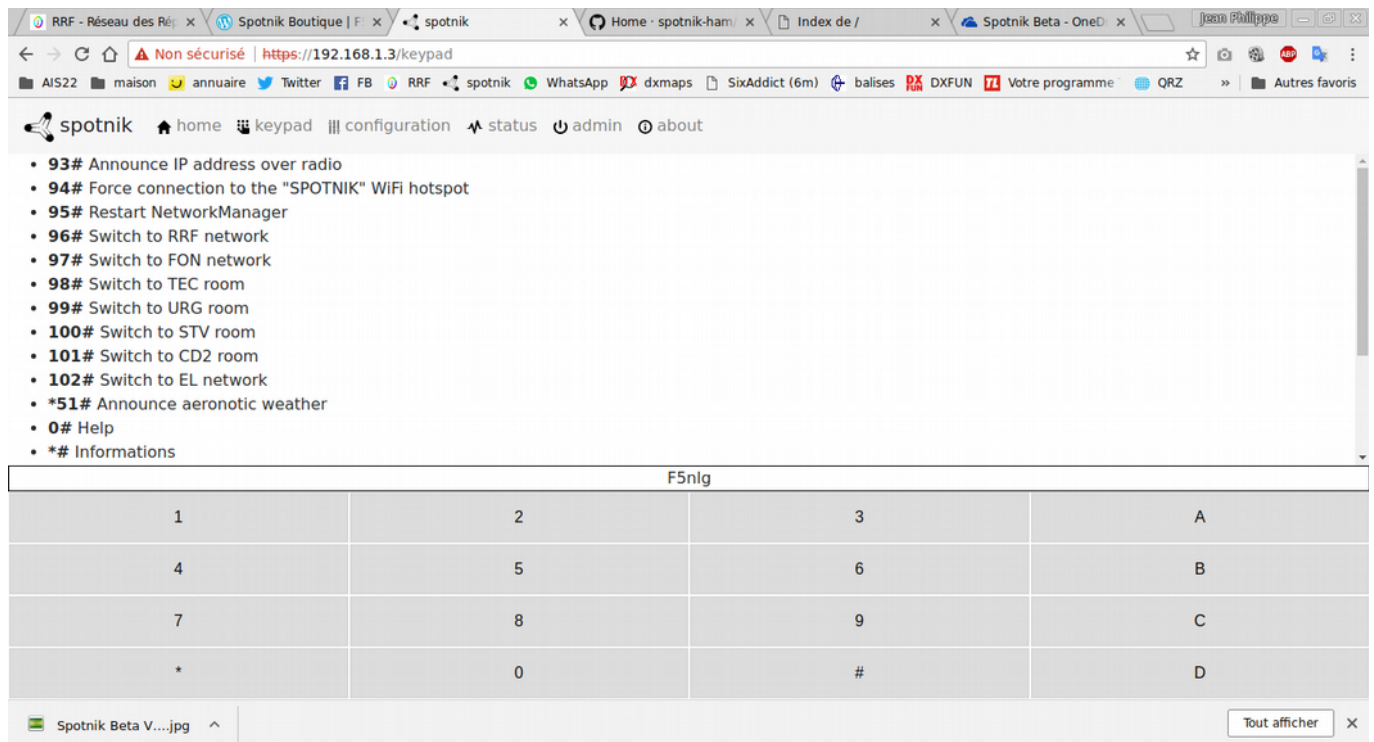 RRF - Réseau des Rép
Spotnik Boutique | F
spotnik
Home · spotnik-ham/
Index de /
Spotnik Beta - OneD
Jean Philippe
Non sécurisé | https://192.168.1.3/keypad
AIS22 maison annuaire Twitter FB RRF spotnik WhatsApp dxmaps SixAddict (6m) balises DXFUN Votre programme QRZ » Autres favoris
spotnik home keypad configuration status admin about
• 93# Announce IP address over radio
• 94# Force connection to the "SPOTNIK" WiFi hotspot
• 95# Restart NetworkManager
• 96# Switch to RRF network
• 97# Switch to FON network
• 98# Switch to TEC room
• 99# Switch to URG room
• 100# Switch to STV room
• 101# Switch to CD2 room
• 102# Switch to EL network
• *51# Announce aeronotic weather
• 0# Help
• *# Informations
F5nlg
1 2 3 A
4 5 6 B
7 8 9 C
* 0 # D
Spotnik Beta V....jpg
Tout afficher